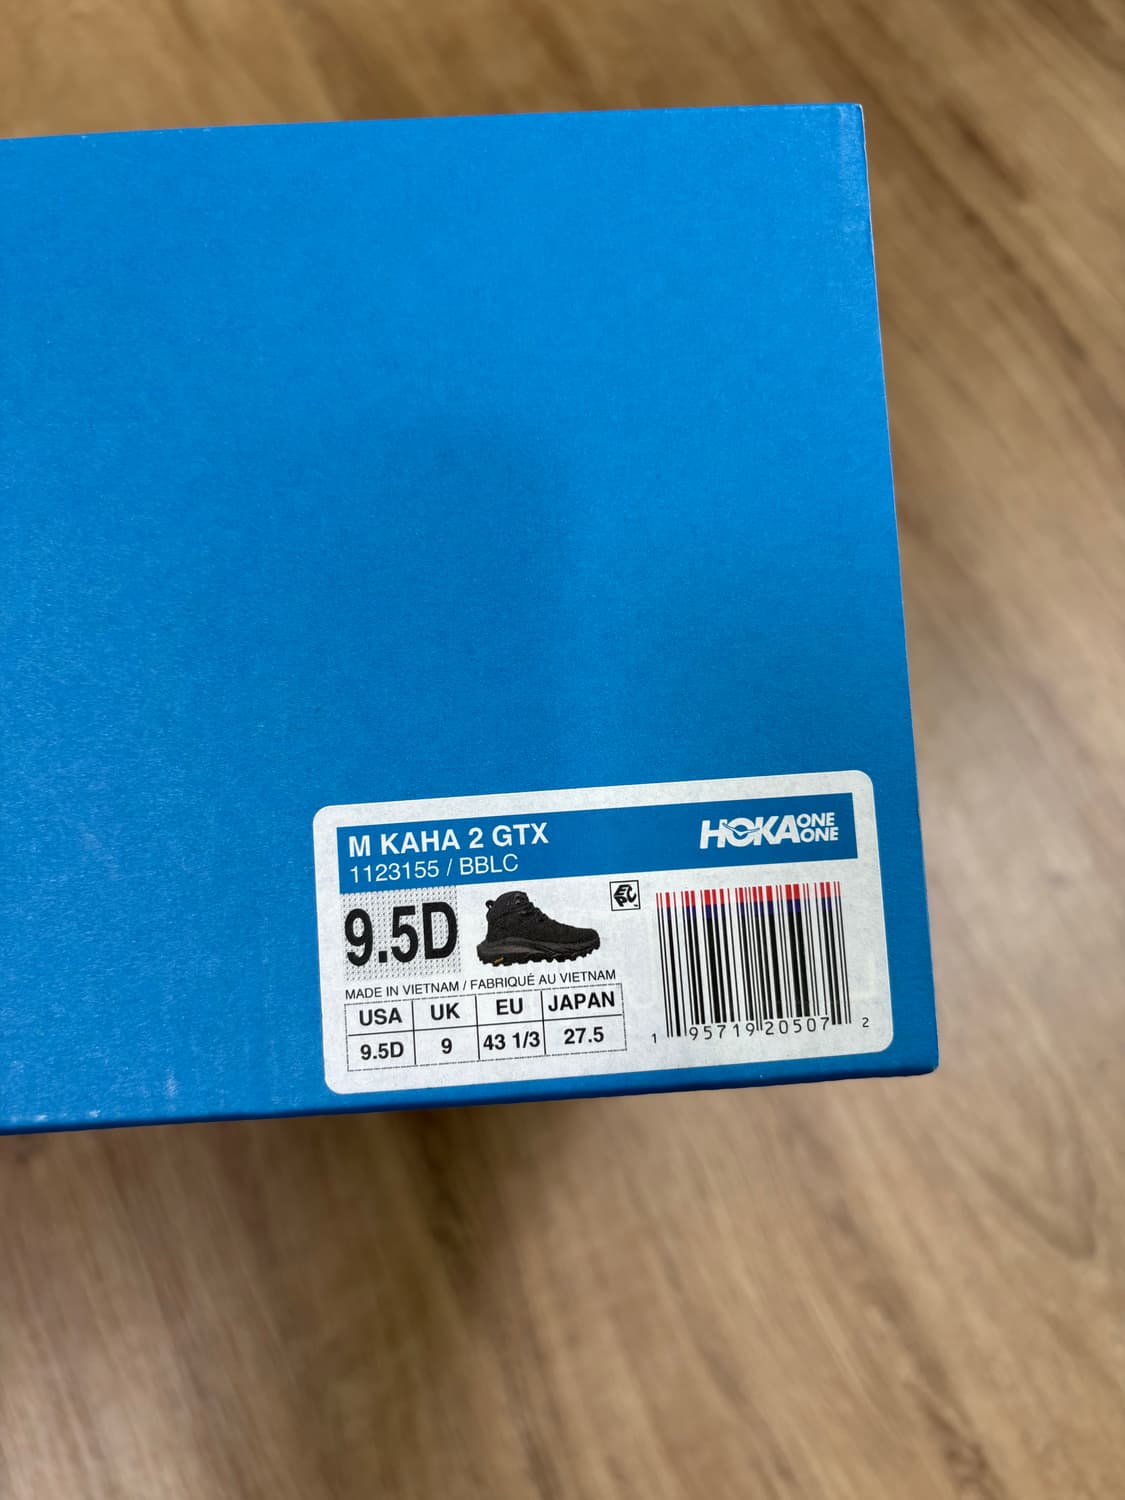 M KAHA 2 GTX
1123155 / BBLC
HOKA ONE ONE
9.5D
EPC
MADE IN VIETNAM / FABRIQUÉ AU VIETNAM
USA UK EU JAPAN
9.5D 9 43 1/3 27.5
1 95719 20507 2